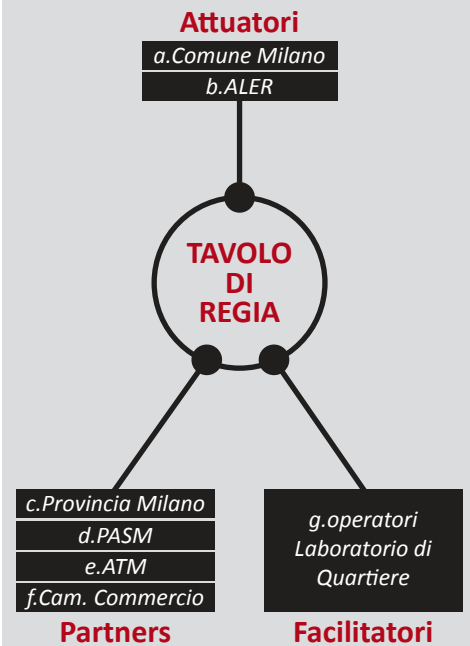 Attuatori
a.Comune Milano
b.ALER
TAVOLO
DI
REGIA
c.Provincia Milano
d.PASM
e.ATM
f.Cam. Commercio
Partners
g.operatori
Laboratorio di
Quartiere
Facilitatori